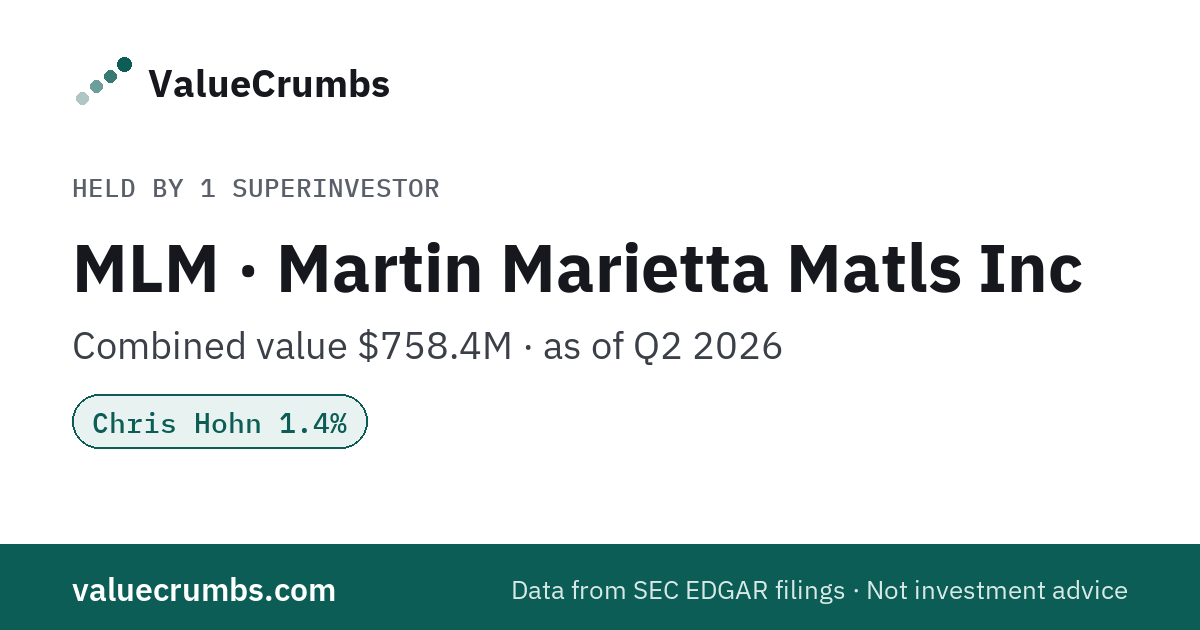 ValueCrumbs
HELD BY 1 SUPERINVESTOR
MLM · Martin Marietta Matls Inc
Combined value $758.4M · as of Q2 2026
Chris Hohn 1.4%
valuecrumbs.com
Data from SEC EDGAR filings · Not investment advice